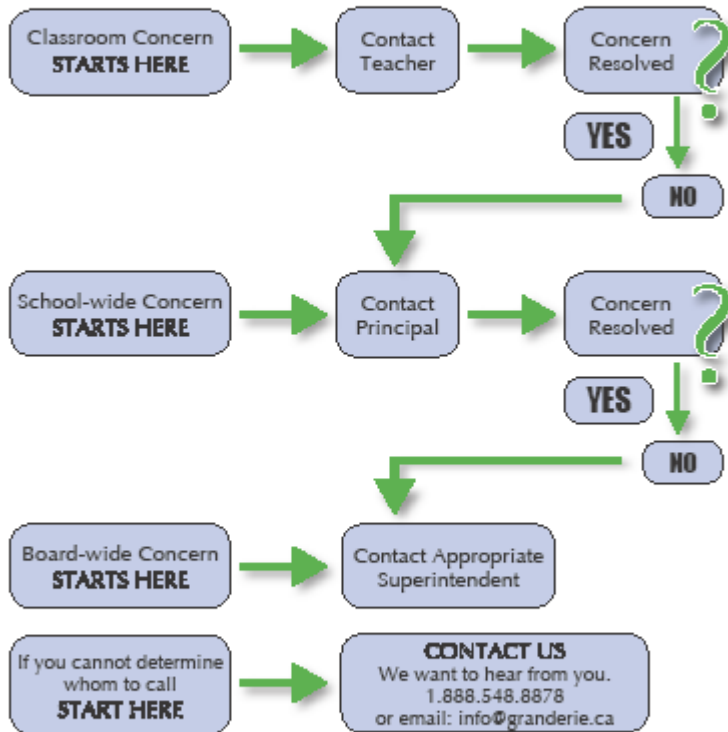 Classroom Concern
STARTS HERE
Contact
Teacher
Concern
Resolved
?
YES
NO
School-wide Concern
STARTS HERE
Contact
Principal
Concern
Resolved
?
YES
NO
Board-wide Concern
STARTS HERE
Contact Appropriate
Superintendent
If you cannot determine
whom to call
START HERE
CONTACT US
We want to hear from you.
1.888.548.8878
or email: info@granderie.ca